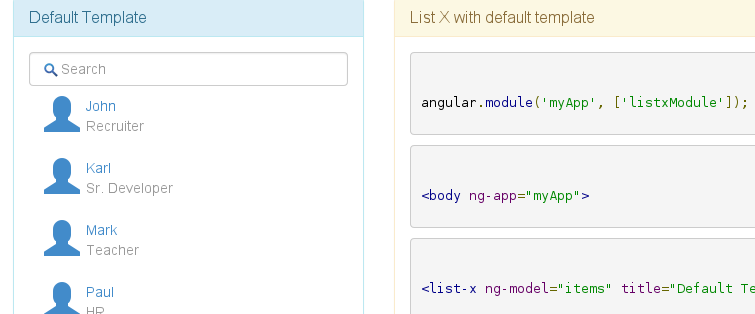 Default Template
Search
John
Recruiter
Karl
Sr. Developer
Mark
Teacher
Paul
HR
List X with default template
angular.module('myApp', ['listxModule']);
<body ng-app="myApp">
<list-x ng-model="items" title="Default Te